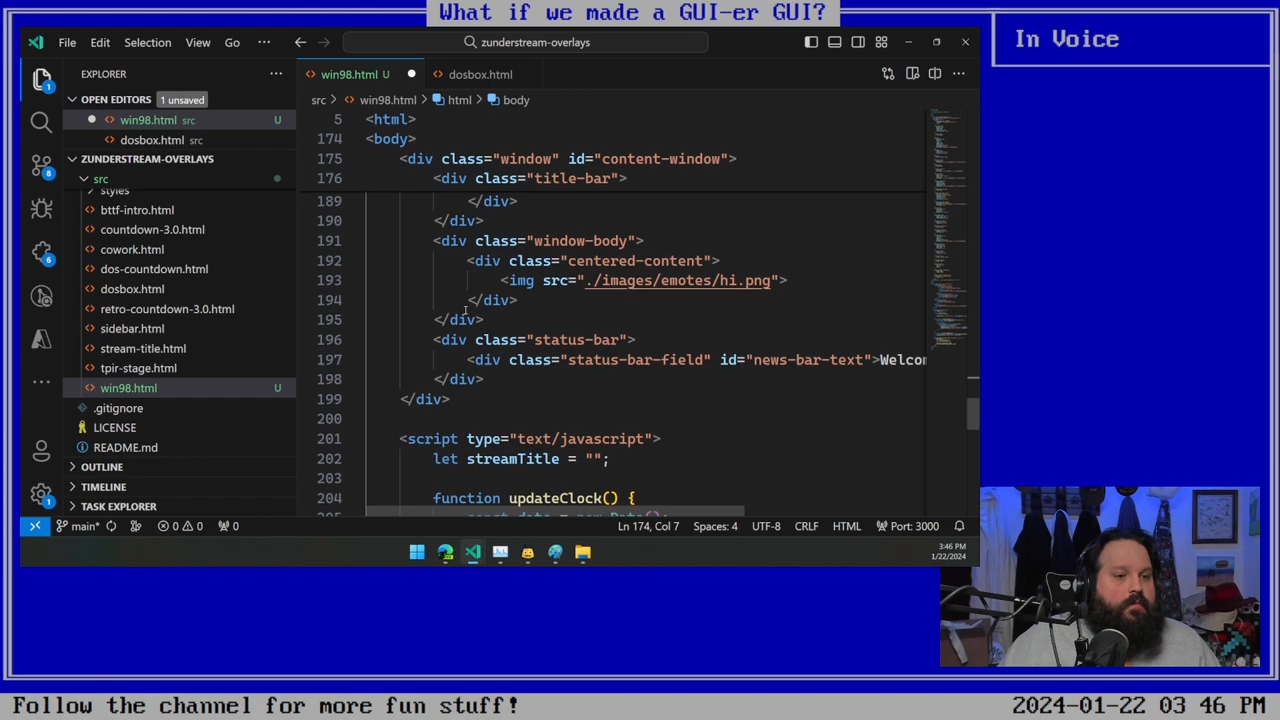 What if we made a GUI-er GUI?
In Voice
File Edit Selection View Go
zunderstream-overlays
EXPLORER
win98.html U
dosbox.html
OPEN EDITORS 1 unsaved
src > win98.html > html > body
win98.html src U
dosbox.html src
ZUNDERSTREAM-OVERLAYS
src
styles
bttf-intro.html
countdown-3.0.html
cowork.html
dos-countdown.html
dosbox.html
retro-countdown-3.0.html
sidebar.html
stream-title.html
tpir-stage.html
win98.html U
.gitignore
LICENSE
README.md
OUTLINE
TIMELINE
TASK EXPLORER
5 <html>
174 <body>
175 <div class="window" id="content-window">
176 <div class="title-bar">
</div>
190 </div>
191 <div class="window-body">
192 <div class="centered-content">
img src="./images/emotes/hi.png">
</div>
</div>
<div class="status-bar">
197 <div class="status-bar-field" id="news-bar-text">Welcom
198 </div>
199 </div>
200
201 <script type="text/javascript">
202 let streamTitle = "";
203
204 function updateClock() {
main* 0 0 0 Ln 174, Col 7 Spaces: 4 UTF-8 CRLF HTML Port: 3000
3:46 PM
1/22/2024
Follow the channel for more fun stuff!
2024-01-22 03 46 PM